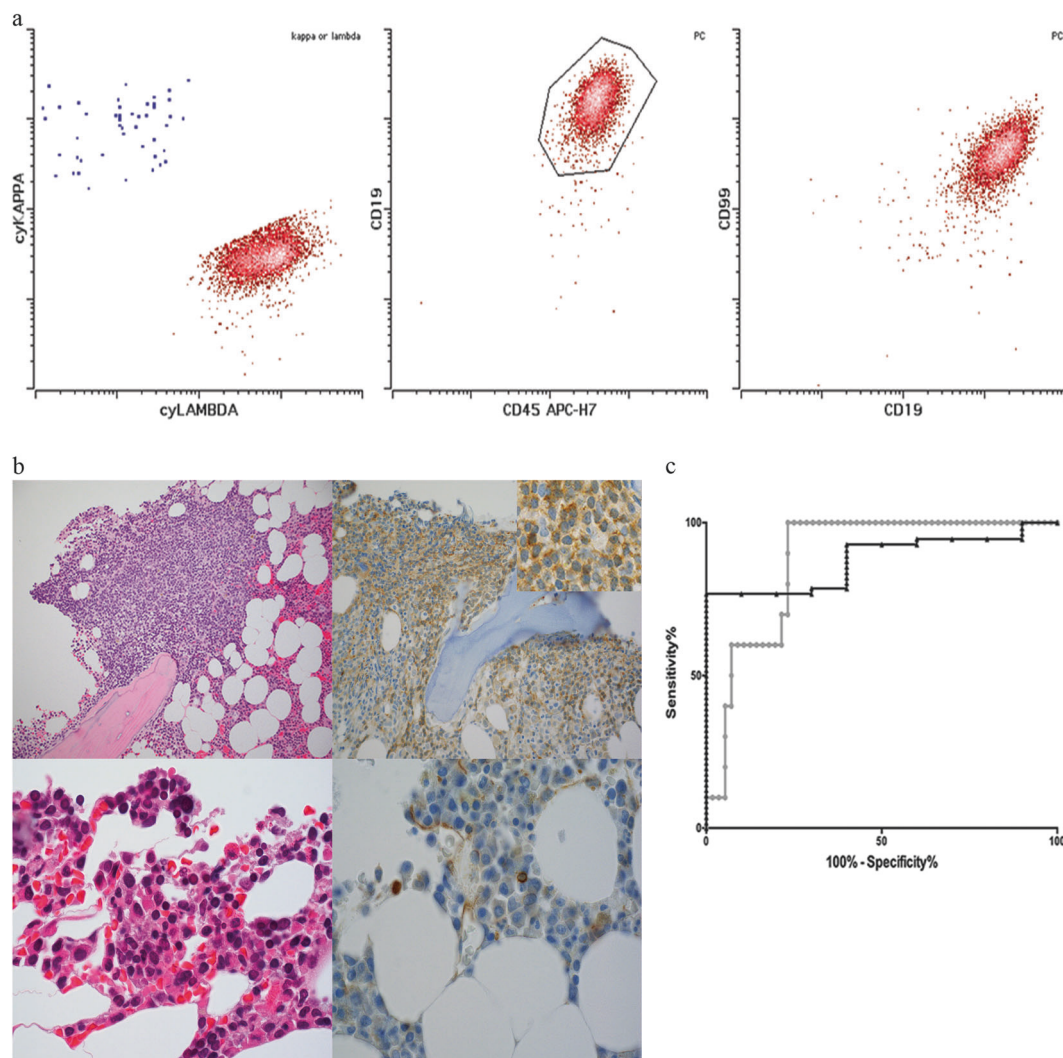 a
kappa or lambda
cyKAPPA
cyLAMBDA
PC
CD19
CD45 APC-H7
PC
CD99
CD19
b
c
Sensitivity%
100
50
0
0
50
100
100% - Specificity%